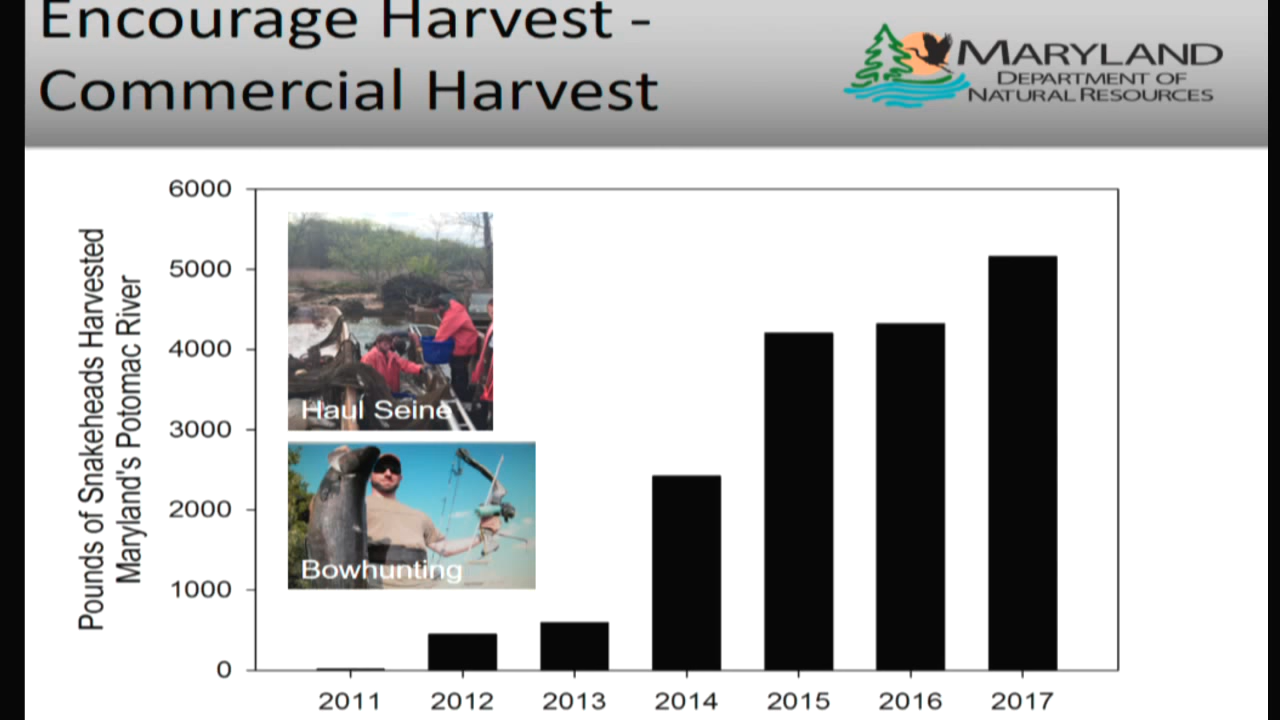 Encourage Harvest -
Commercial Harvest
MARYLAND
DEPARTMENT OF
NATURAL RESOURCES
Pounds of Snakeheads Harvested
Maryland's Potomac River
6000
5000
4000
3000
2000
1000
0
Haul Seine
Bowhunting
2011 2012 2013 2014 2015 2016 2017